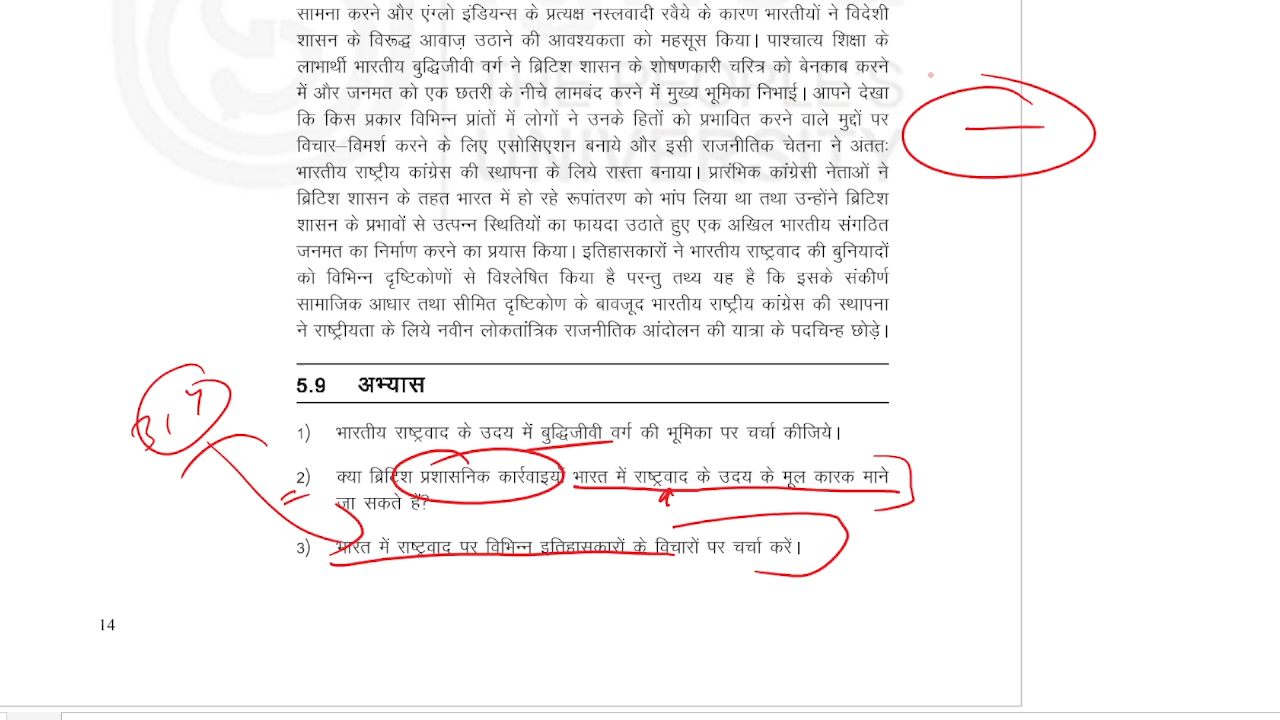 सामना करने और एंग्लो इंडियन्स के प्रत्यक्ष नस्लवादी रवैये के कारण भारतीयों ने विदेशी
शासन के विरूद्ध आवाज़ उठाने की आवश्यकता को महसूस किया। पाश्चात्य शिक्षा के
लाभार्थी भारतीय बुद्धिजीवी वर्ग ने ब्रिटिश शासन के शोषणकारी चरित्र को बेनकाब करने
में और जनमत को एक छतरी के नीचे लामबंद करने में मुख्य भूमिका निभाई। आपने देखा
कि किस प्रकार विभिन्न प्रांतों में लोगों ने उनके हितों को प्रभावित करने वाले मुद्दों पर
विचार–विमर्श करने के लिए एसोसिएशन बनाये और इसी राजनीतिक चेतना ने अंततः
भारतीय राष्ट्रीय कांग्रेस की स्थापना के लिये रास्ता बनाया। प्रारंभिक कांग्रेसी नेताओं ने
ब्रिटिश शासन के तहत भारत में हो रहे रूपांतरण को भांप लिया था तथा उन्होंने ब्रिटिश
शासन के प्रभावों से उत्पन्न स्थितियों का फायदा उठाते हुए एक अखिल भारतीय संगठित
जनमत का निर्माण करने का प्रयास किया। इतिहासकारों ने भारतीय राष्ट्रवाद की बुनियादों
को विभिन्न दृष्टिकोणों से विश्लेषित किया है परन्तु तथ्य यह है कि इसके संकीर्ण
सामाजिक आधार तथा सीमित दृष्टिकोण के बावजूद भारतीय राष्ट्रीय कांग्रेस की स्थापना
ने राष्ट्रीयता के लिये नवीन लोकतांत्रिक राजनीतिक आंदोलन की यात्रा के पदचिन्ह छोड़े।
5.9 अभ्यास
1) भारतीय राष्ट्रवाद के उदय में बुद्धिजीवी वर्ग की भूमिका पर चर्चा कीजिये।
2) क्या ब्रिटिश प्रशासनिक कार्रवाइयां भारत में राष्ट्रवाद के उदय के मूल कारक माने
जा सकते हैं?
3) भारत में राष्ट्रवाद पर विभिन्न इतिहासकारों के विचारों पर चर्चा करें।
14
THE PEOPLE'S
UNIVERSITY